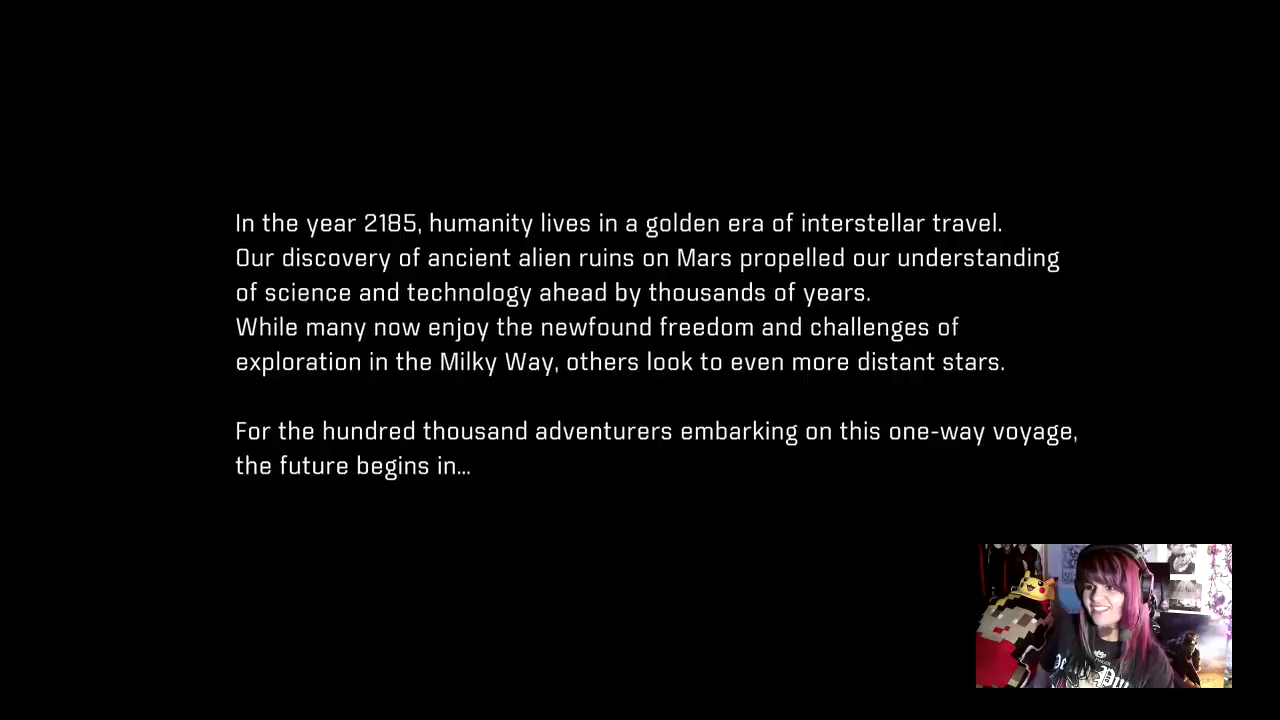 In the year 2185, humanity lives in a golden era of interstellar travel.
Our discovery of ancient alien ruins on Mars propelled our understanding
of science and technology ahead by thousands of years.
While many now enjoy the newfound freedom and challenges of
exploration in the Milky Way, others look to even more distant stars.
For the hundred thousand adventurers embarking on this one-way voyage,
the future begins in...